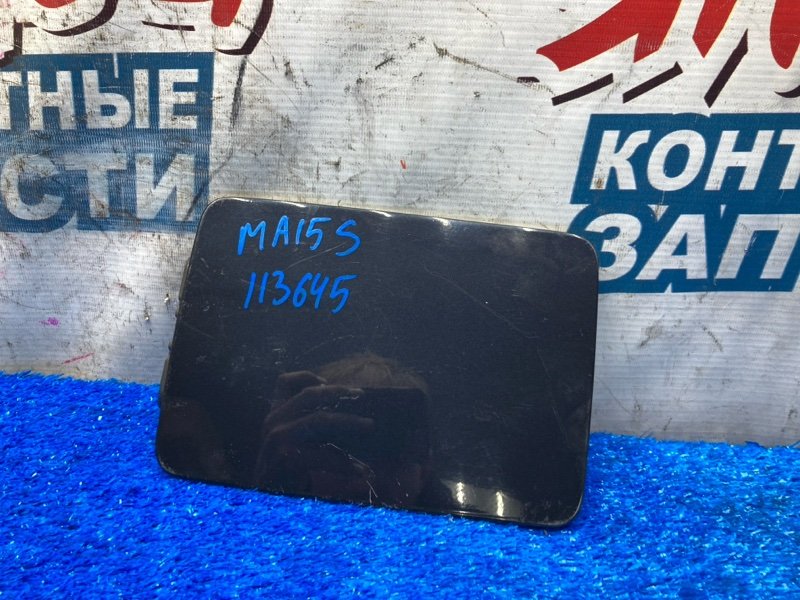 ТНЫЕ
СТИ
КОНТ
ЗАП
MA15S
113645